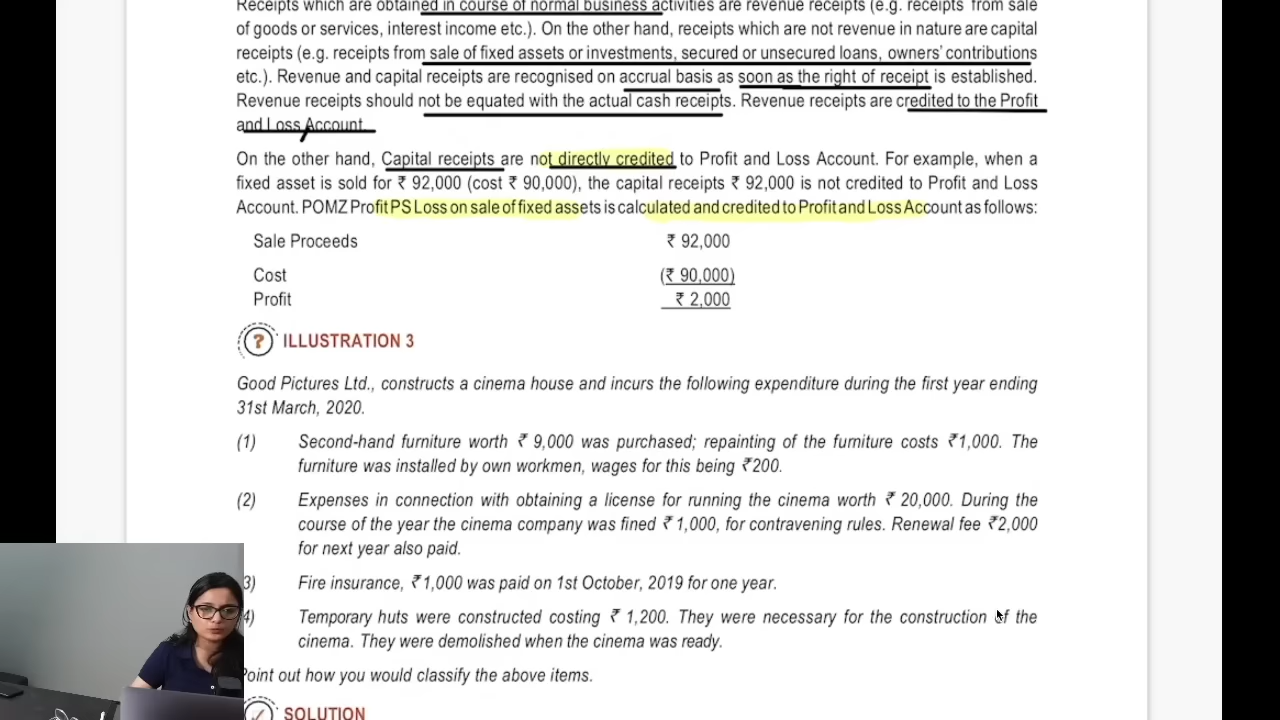 Receipts which are obtained in course of normal business activities are revenue receipts (e.g. receipts from sale
of goods or services, interest income etc.). On the other hand, receipts which are not revenue in nature are capital
receipts (e.g. receipts from sale of fixed assets or investments, secured or unsecured loans, owners' contributions
etc.). Revenue and capital receipts are recognised on accrual basis as soon as the right of receipt is established.
Revenue receipts should not be equated with the actual cash receipts. Revenue receipts are credited to the Profit
and Loss Account.
On the other hand, Capital receipts are not directly credited to Profit and Loss Account. For example, when a
fixed asset is sold for ₹ 92,000 (cost ₹ 90,000), the capital receipts ₹ 92,000 is not credited to Profit and Loss
Account. POMZ Profit PS Loss on sale of fixed assets is calculated and credited to Profit and Loss Account as follows:
Sale Proceeds ₹ 92,000
Cost (₹ 90,000)
Profit ₹ 2,000
? ILLUSTRATION 3
Good Pictures Ltd., constructs a cinema house and incurs the following expenditure during the first year ending
31st March, 2020.
(1) Second-hand furniture worth ₹ 9,000 was purchased; repainting of the furniture costs ₹1,000. The
furniture was installed by own workmen, wages for this being ₹200.
(2) Expenses in connection with obtaining a license for running the cinema worth ₹ 20,000. During the
course of the year the cinema company was fined ₹ 1,000, for contravening rules. Renewal fee ₹2,000
for next year also paid.
3) Fire insurance, ₹1,000 was paid on 1st October, 2019 for one year.
4) Temporary huts were constructed costing ₹ 1,200. They were necessary for the construction of the
cinema. They were demolished when the cinema was ready.
Point out how you would classify the above items.
SOLUTION